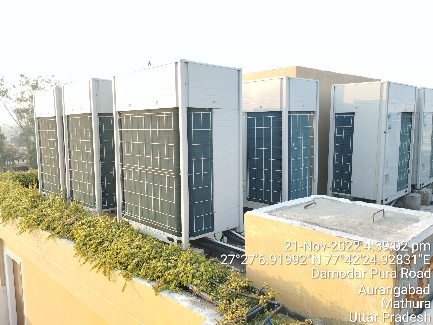 21-Nov-2022 4:39:02 pm
27°27'6.91992"N 77°42'24.92831"E
Damodar Pura Road
Aurangabad
Mathura
Uttar Pradesh